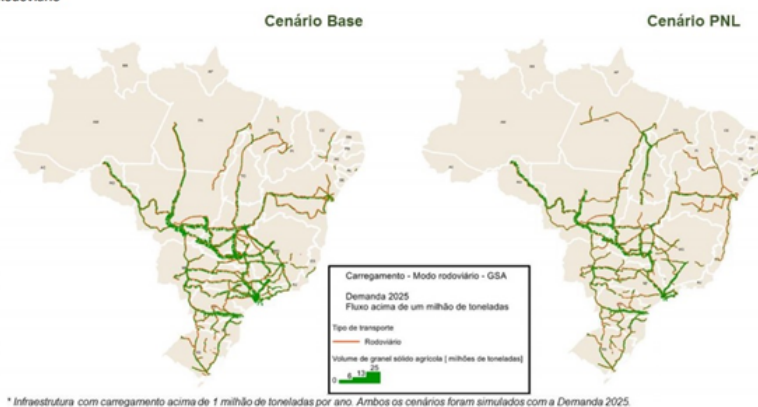 Cenário Base
Cenário PNL
Carregamento - Modo rodoviário - GSA
Demanda 2025
Fluxo acima de um milhão de toneladas
Tipo de transporte
Rodoviário
Volume de granel sólido agrícola [ milhões de toneladas]
0 6 13 25
* Infraestrutura com carregamento acima de 1 milhão de toneladas por ano. Ambos os cenários foram simulados com a Demanda 2025.